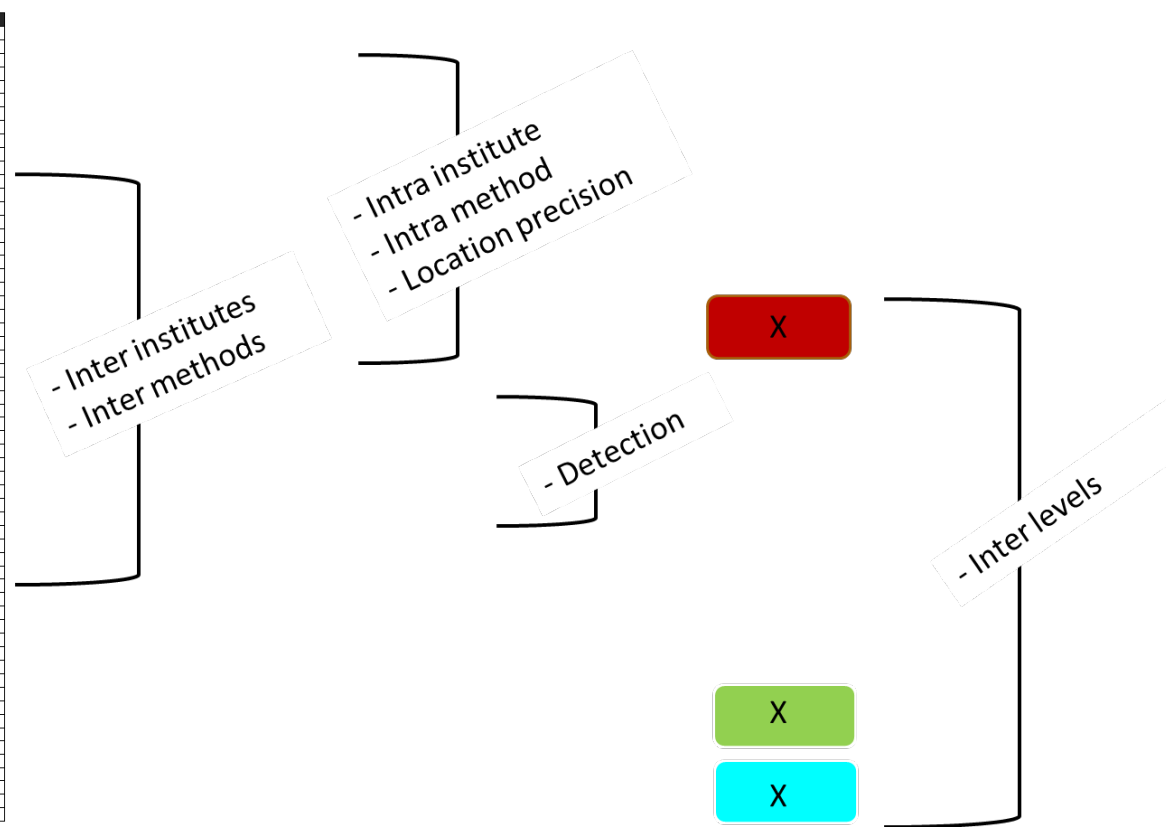 - Intra institute
- Intra method
- Location precision
- Inter institutes
- Inter methods
X
- Detection
- Inter levels
X
X